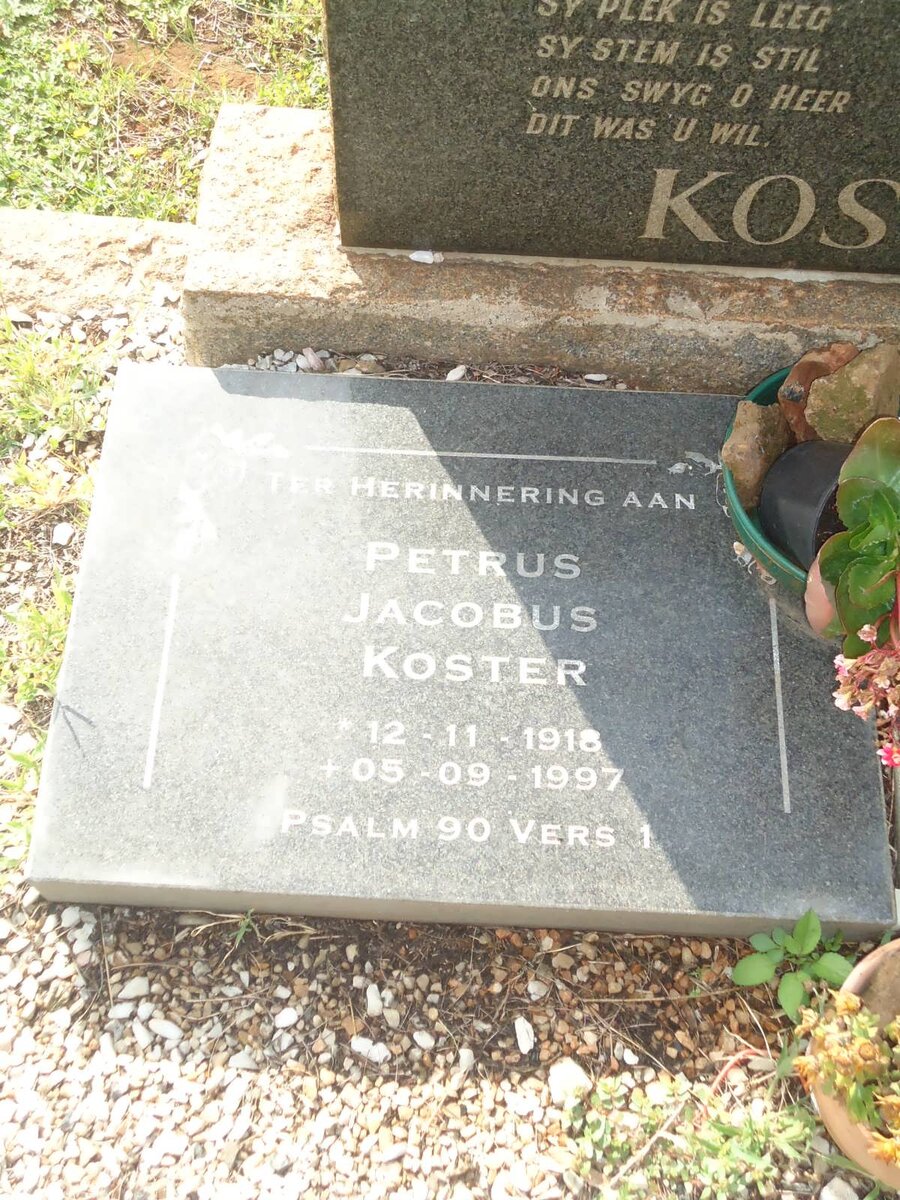 SY PLEK IS LEEG
SY STEM IS STIL
ONS SWYG O HEER
DIT WAS U WIL.
KOS
TER HERINNERING AAN
PETRUS
JACOBUS
KOSTER
* 12 - 11 - 1918
+ 05 - 09 - 1997
PSALM 90 VERS 1